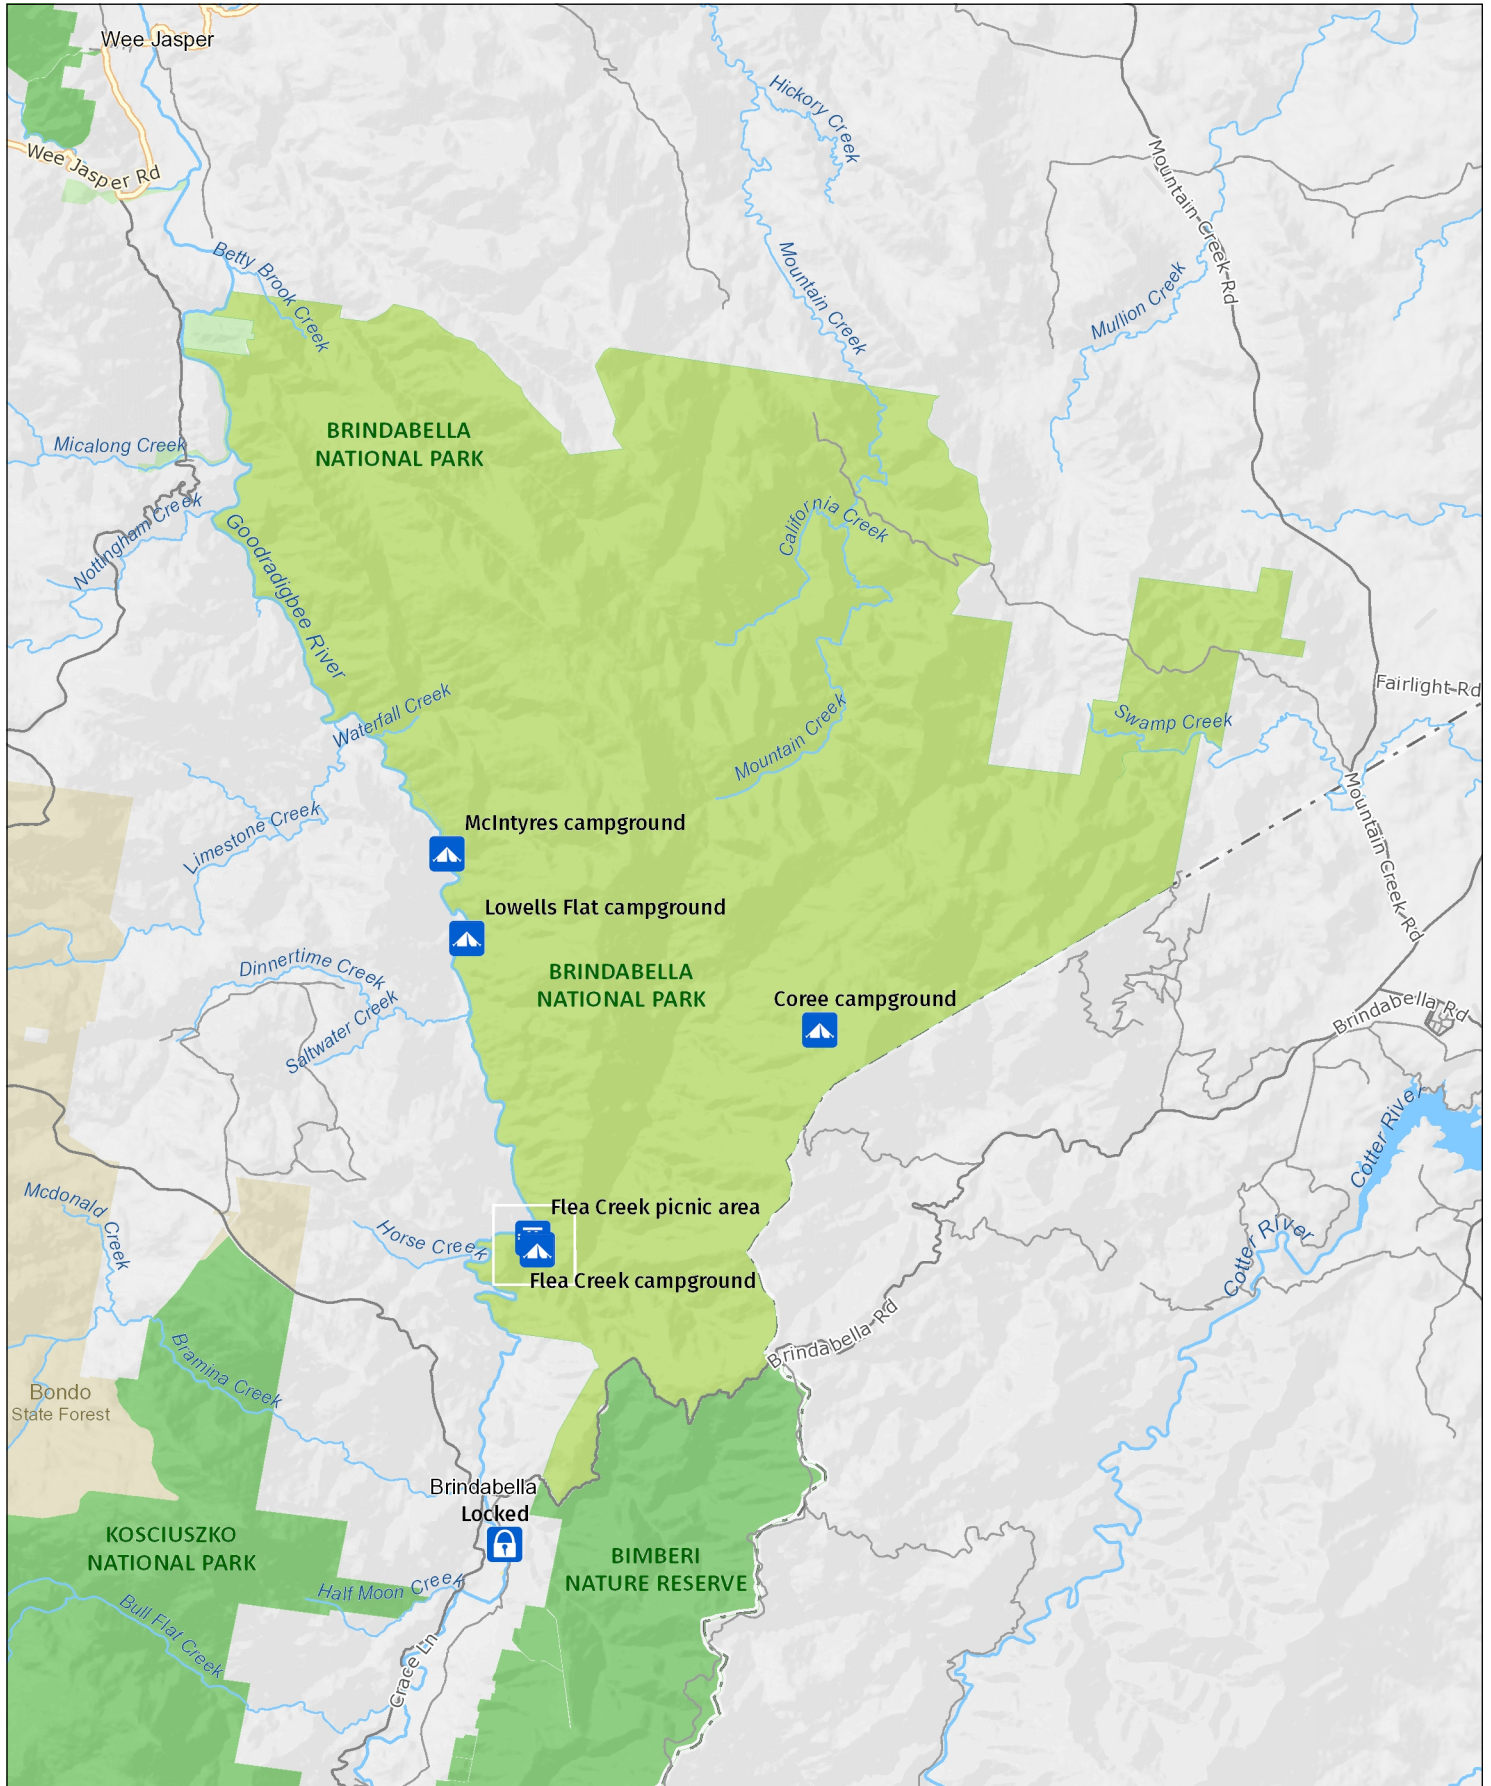 Wee Jasper
Hickory Creek
Wee Jasper Rd
Mountain Creek Rd
Betty Brook Creek
Mountain Creek
Mullion Creek
BRINDABELLA
NATIONAL PARK
Micalong Creek
Nottingham Creek
California Creek
Goodradigbee River
Fairlight Rd
Waterfall Creek
Mountain Creek
Swamp Creek
McIntyres campground
Limestone Creek
Mountain Creek Rd
Lowells Flat campground
Dinnertime Creek
BRINDABELLA
NATIONAL PARK
Coree campground
Saltwater Creek
Brindabella Rd
Cotter River
Mcdonald Creek
Flea Creek picnic area
Horse Creek
Cotter River
Flea Creek campground
Brindabella Rd
Bramina Creek
Bondo
State Forest
Brindabella
Locked
KOSCIUSZKO
NATIONAL PARK
BIMBERI
NATURE RESERVE
Half Moon Creek
Bull Flat Creek
Crace Ln